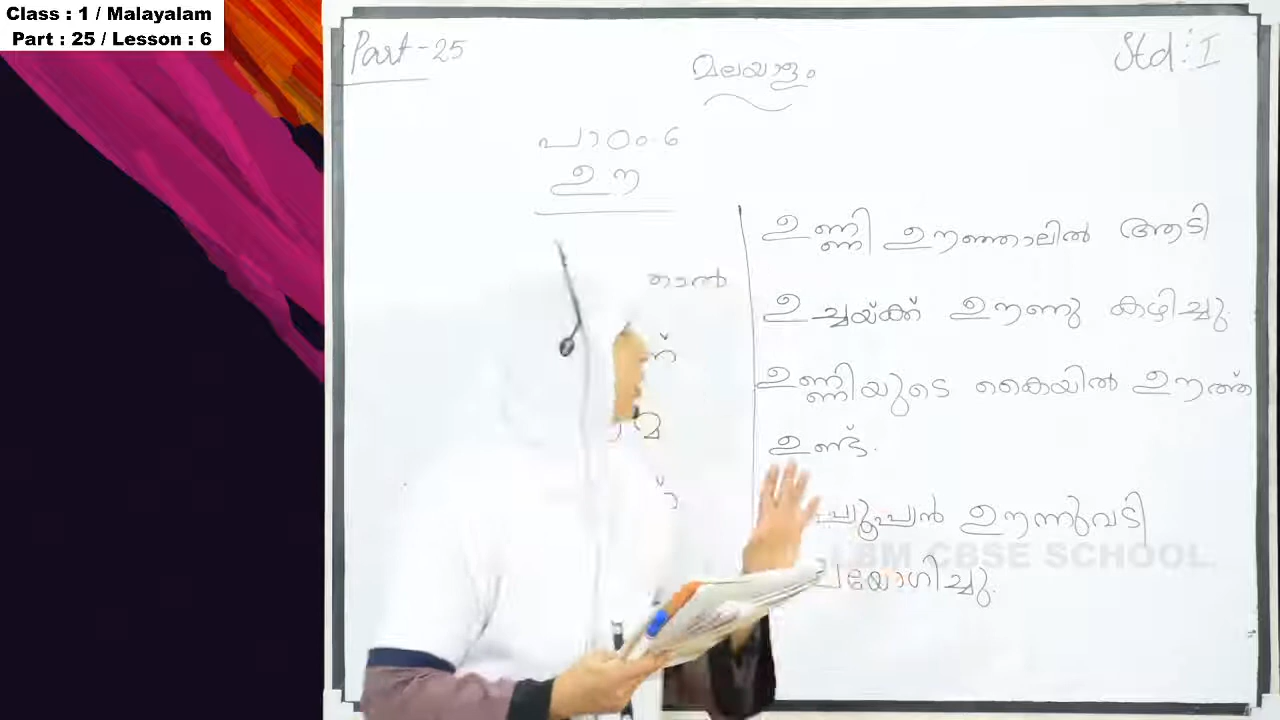 Class : 1 / Malayalam
Part : 25 / Lesson : 6
Part-25
മലയാളം
Std : I
പാഠം-6
ഊ
ഉണ്ണി ഊഞ്ഞാലിൽ ആടി
ഉച്ചയ്ക്ക് ഊണു കഴിച്ചു.
ഉണ്ണിയുടെ കൈയിൽ ഊത്ത്
ഉണ്ട്.
ഊന്നുവടി
LBM CBSE SCHOOL